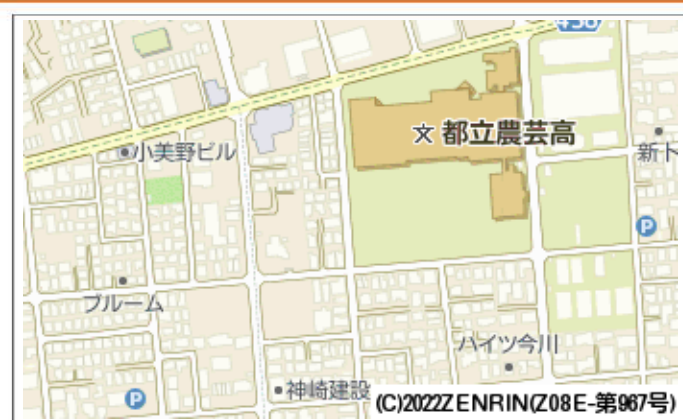 文 都立農芸高
小美野ビル
新ト
P
ブルーム
ハイツ今川
P
神崎建設
(C)2022ZENRIN(Z08E-第967号)